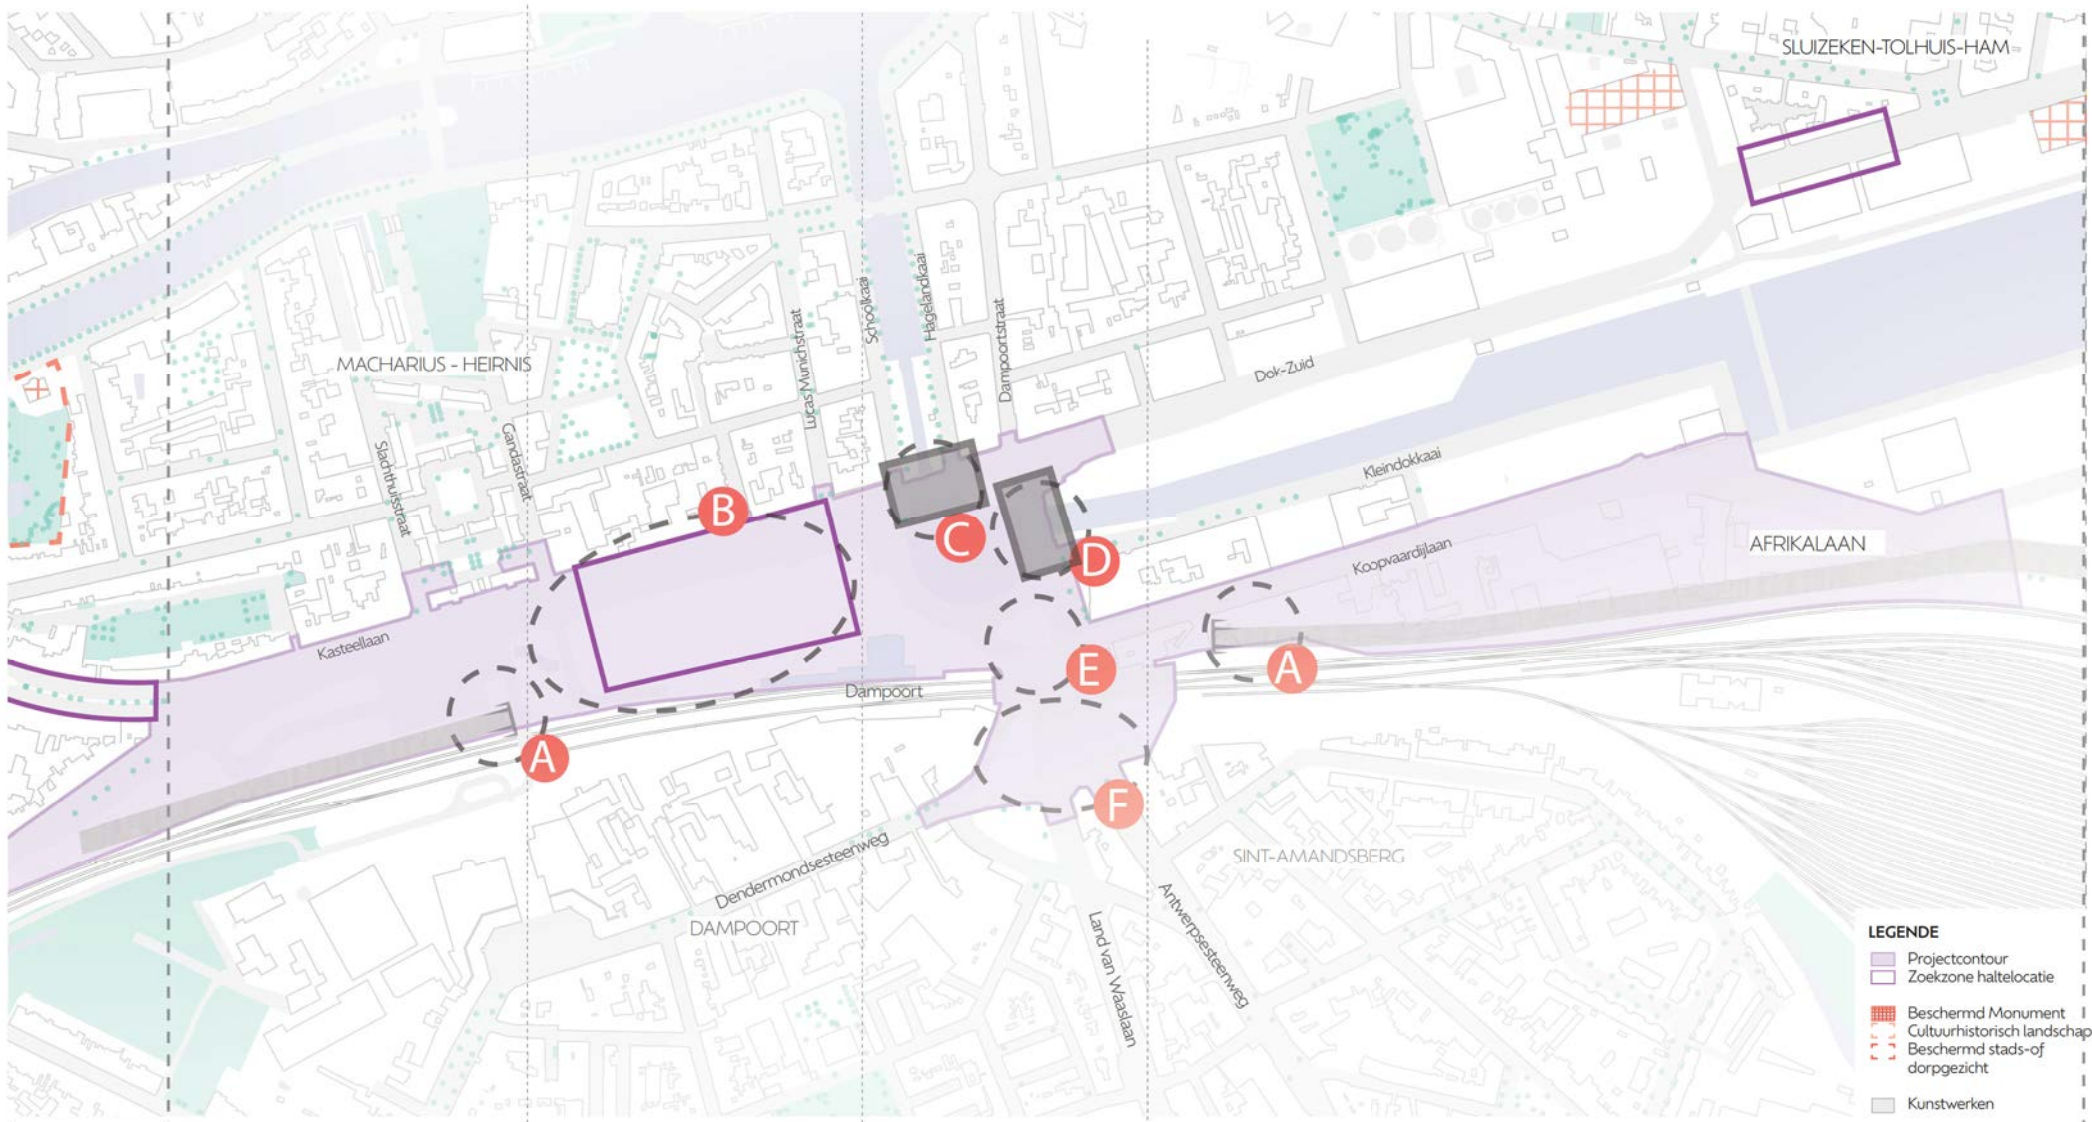 SLUIZEKEN-TOLHUIS-HAM
MACHARIUS - HEIRNIS
Slachthuisstraat
Gandastraat
Lucas Munichstraat
Schoolkaai
Hagelandkaai
Dampoortstraat
Dok-Zuid
Kleindokkaai
Koopvaardijlaan
AFRIKALAAN
Kasteellaan
B
C
D
E
A
A
F
Dampoort
Dendermondsesteenweg
DAMPOORT
SINT-AMANDSBERG
Land van Waaslaan
Antwerpsesteenweg
LEGENDE
Projectcontour
Zoekzone haltelocatie
Beschermd Monument
Cultuurhistorisch landschap
Beschermd stads-of
dorpgezicht
Kunstwerken